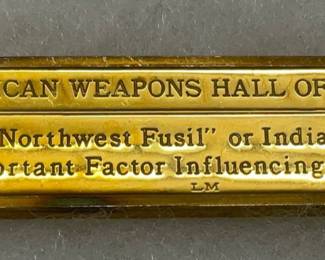 CAN WEAPONS HALL OF
Northwest Fusil" or India
ortant Factor Influencing
LM